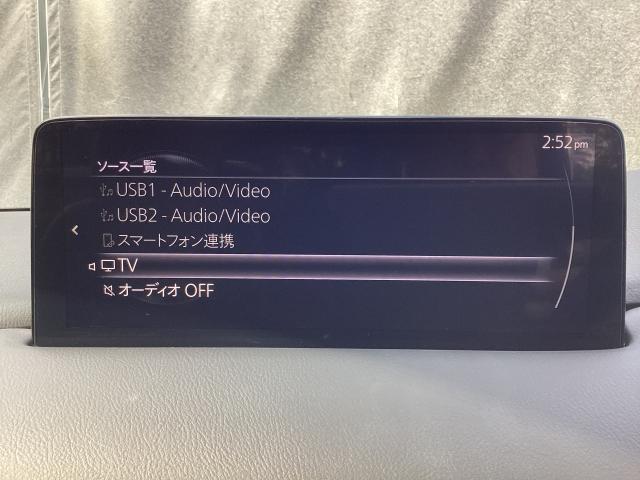 2:52pm
ソース一覧
USB1 - Audio/Video
USB2 - Audio/Video
スマートフォン連携
TV
オーディオ OFF